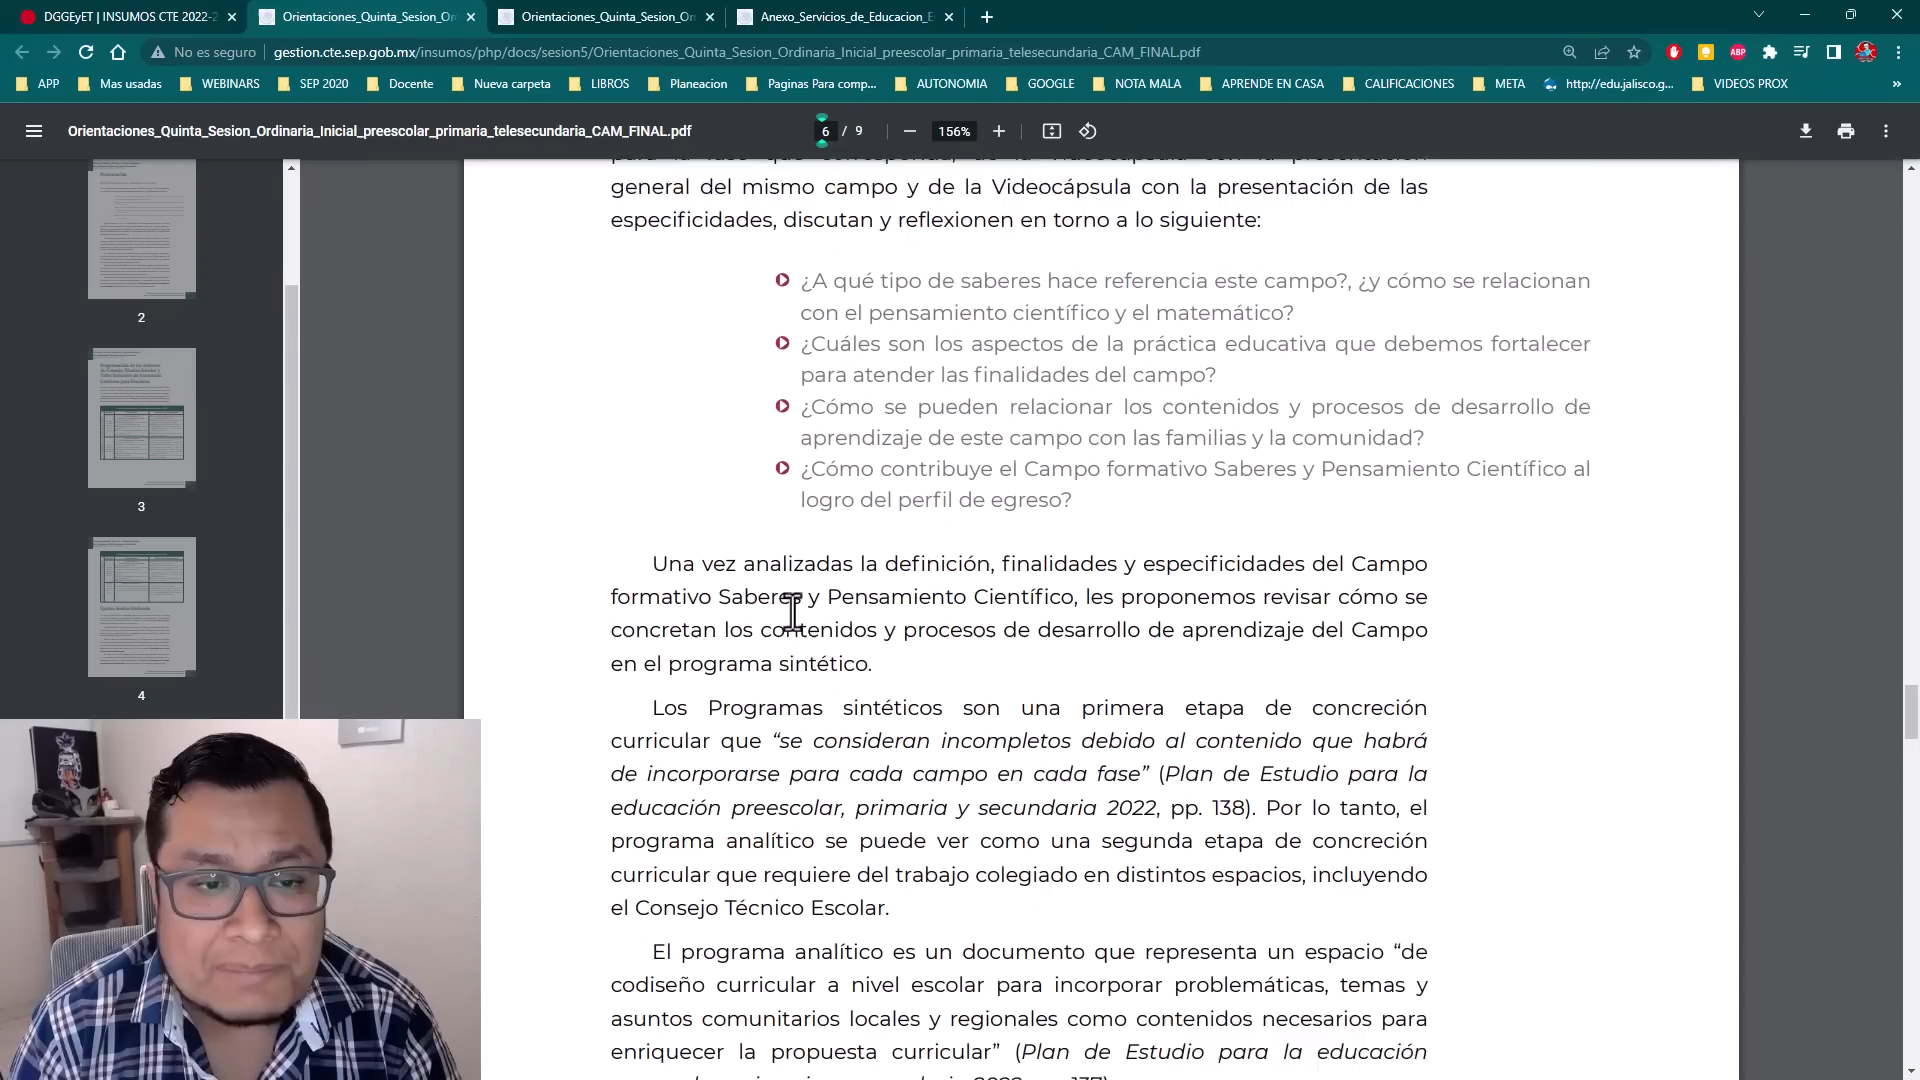 DGGEyET | INSUMOS CTE 2022-2
Orientaciones_Quinta_Sesion_Or
Orientaciones_Quinta_Sesion_Or
Anexo_Servicios_de_Educacion_E
No es seguro
gestion.cte.sep.gob.mx/insumos/php/docs/sesion5/Orientaciones_Quinta_Sesion_Ordinaria_Inicial_preescolar_primaria_telesecundaria_CAM_FINAL.pdf
ABP
APP Mas usadas WEBINARS SEP 2020 Docente Nueva carpeta LIBROS Planeacion Paginas Para comp... AUTONOMIA GOOGLE NOTA MALA APRENDE EN CASA CALIFICACIONES META http://edu.jalisco.g... VIDEOS PROX »
Orientaciones_Quinta_Sesion_Ordinaria_Inicial_preescolar_primaria_telesecundaria_CAM_FINAL.pdf
6 / 9
156%
2
3
4
para la fase que corresponda, de la Videocápsula con la presentación
general del mismo campo y de la Videocápsula con la presentación de las
especificidades, discutan y reflexionen en torno a lo siguiente:
¿A qué tipo de saberes hace referencia este campo?, ¿y cómo se relacionan
con el pensamiento científico y el matemático?
¿Cuáles son los aspectos de la práctica educativa que debemos fortalecer
para atender las finalidades del campo?
¿Cómo se pueden relacionar los contenidos y procesos de desarrollo de
aprendizaje de este campo con las familias y la comunidad?
¿Cómo contribuye el Campo formativo Saberes y Pensamiento Científico al
logro del perfil de egreso?
Una vez analizadas la definición, finalidades y especificidades del Campo
formativo Saberes y Pensamiento Científico, les proponemos revisar cómo se
concretan los contenidos y procesos de desarrollo de aprendizaje del Campo
en el programa sintético.
Los Programas sintéticos son una primera etapa de concreción
curricular que “se consideran incompletos debido al contenido que habrá
de incorporarse para cada campo en cada fase” (Plan de Estudio para la
educación preescolar, primaria y secundaria 2022, pp. 138). Por lo tanto, el
programa analítico se puede ver como una segunda etapa de concreción
curricular que requiere del trabajo colegiado en distintos espacios, incluyendo
el Consejo Técnico Escolar.
El programa analítico es un documento que representa un espacio “de
codiseño curricular a nivel escolar para incorporar problemáticas, temas y
asuntos comunitarios locales y regionales como contenidos necesarios para
enriquecer la propuesta curricular” (Plan de Estudio para la educación